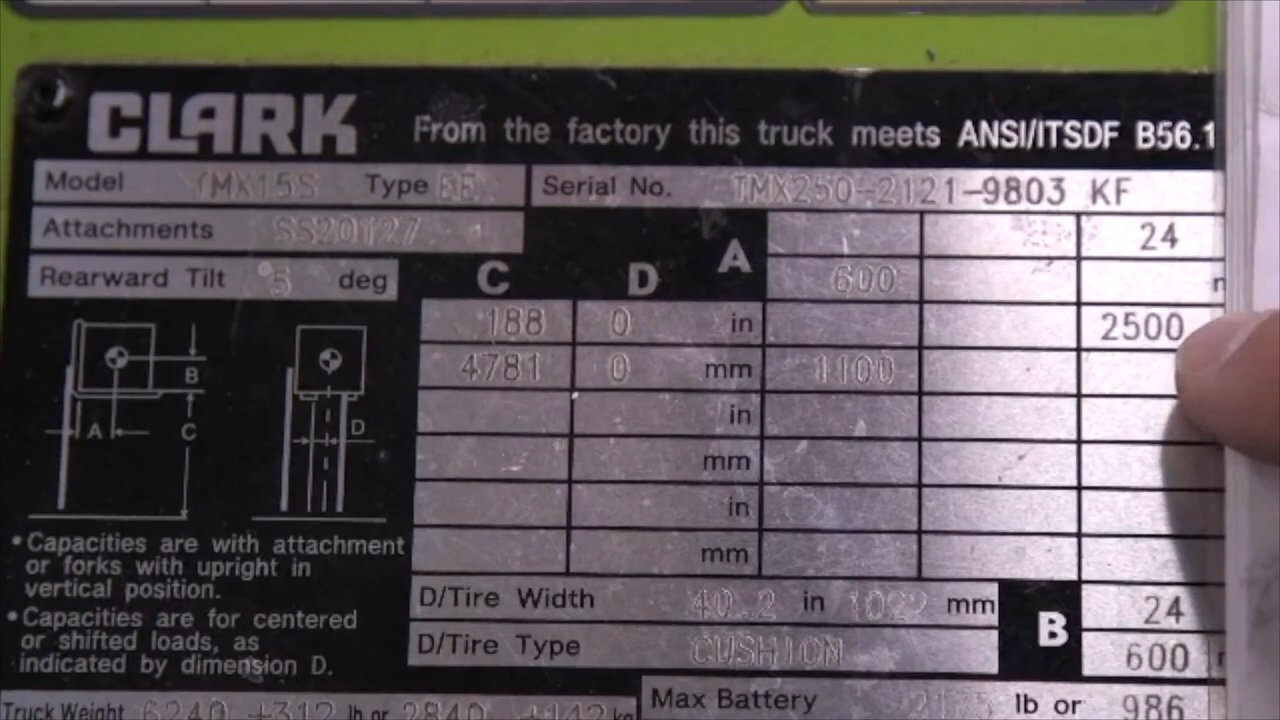 CLARK From the factory this truck meets ANSI/ITSDF B56.1
Model TMX15S Type EE Serial No. TMX250-2121-9803 KF
Attachments SS20127 24
Rearward Tilt 5 deg C D A 600
188 0 in 2500
4781 0 mm 1100
in
mm
in
mm
B
A C
D
• Capacities are with attachment
or forks with upright in
vertical position.
• Capacities are for centered
or shifted loads, as
indicated by dimension D.
D/Tire Width 40.2 in 1022 mm B 24
D/Tire Type CUSHION 600
Truck Weight 6240 +312 lb or 2840 +142 kg Max Battery lb or 986